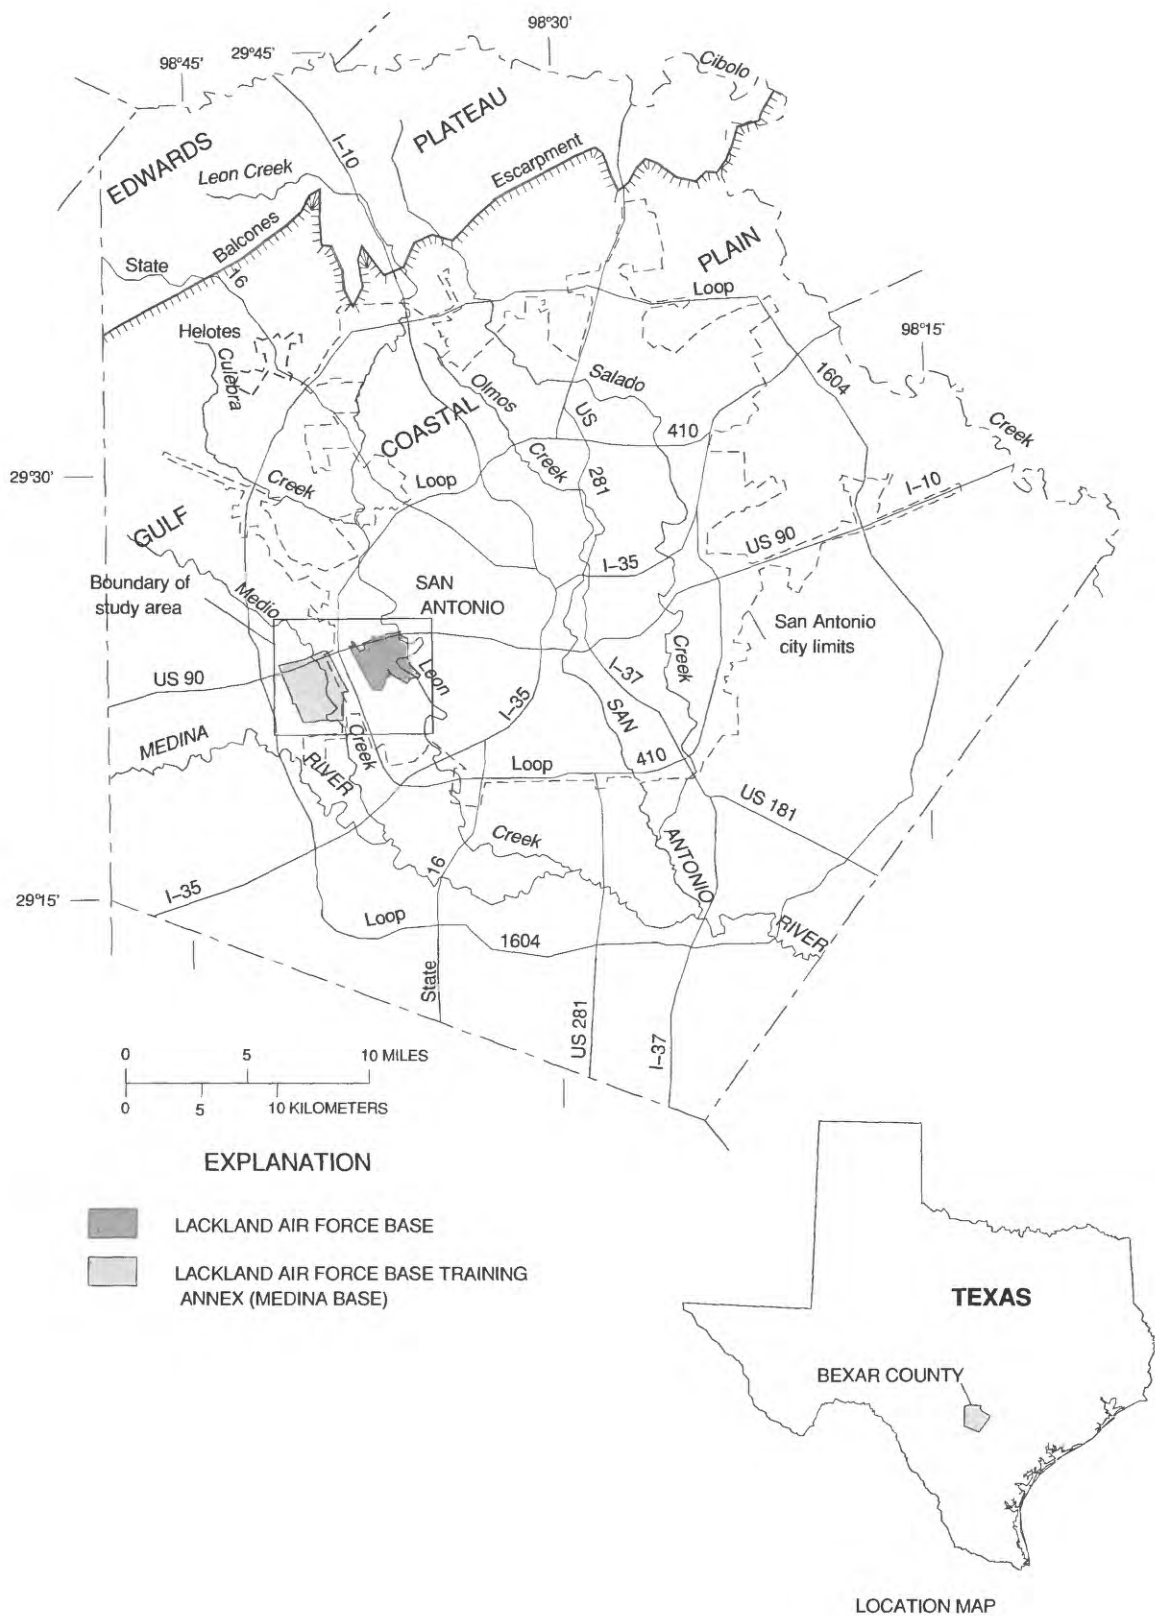 98°30'
29°45'
98°45'
Cibolo
PLATEAU
EDWARDS
I-10
Escarpment
Leon Creek
Balcones
PLAIN
State
16
Loop
Helotes
98°15'
Culebra
Salado
1604
Olmos
COASTAL
US
410
Creek
29°30'
Creek
281
Creek
Loop
I-10
GULF
US 90
I-35
Boundary of
study area
SAN
ANTONIO
Medio
San Antonio
city limits
Creek
Leon
I-37
US 90
I-35
SAN
MEDINA
Creek
RIVER
Loop
410
US 181
Creek
ANTONIO
16
29°15'
I-35
Loop
1604
RIVER
State
US 281
I-37
0 5 10 MILES
0 5 10 KILOMETERS
EXPLANATION
LACKLAND AIR FORCE BASE
LACKLAND AIR FORCE BASE TRAINING
ANNEX (MEDINA BASE)
TEXAS
BEXAR COUNTY
LOCATION MAP